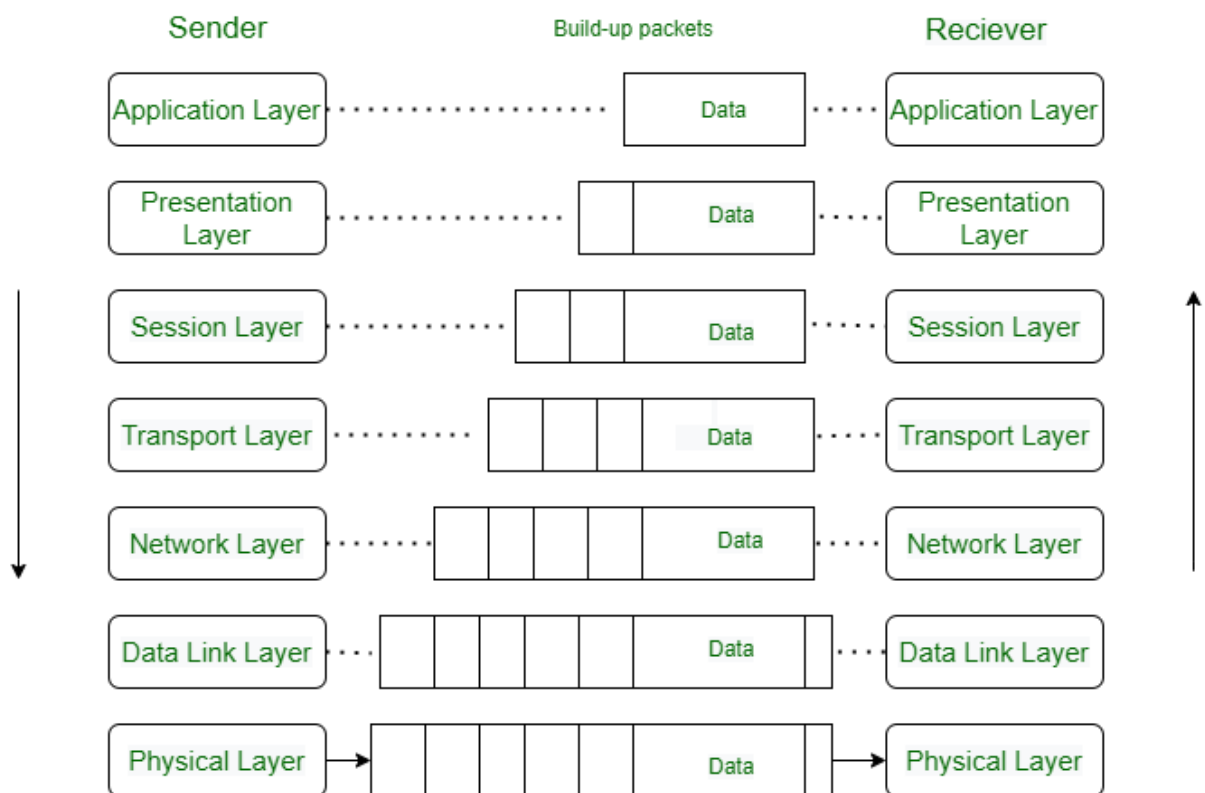 Sender
Build-up packets
Reciever
Application Layer
Data
Application Layer
Presentation
Layer
Data
Presentation
Layer
Session Layer
Data
Session Layer
Transport Layer
Data
Transport Layer
Network Layer
Data
Network Layer
Data Link Layer
Data
Data Link Layer
Physical Layer
Data
Physical Layer